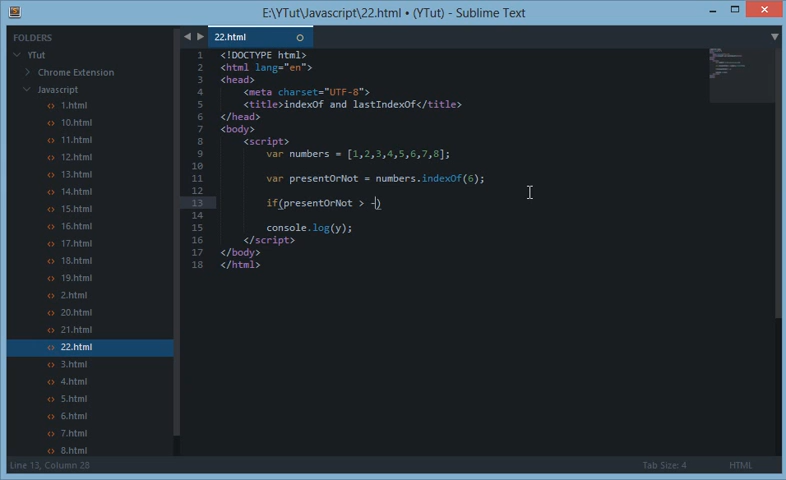 E:\YTut\Javascript\22.html • (YTut) - Sublime Text
FOLDERS
YTut
Chrome Extension
Javascript
1.html
10.html
11.html
12.html
13.html
14.html
15.html
16.html
17.html
18.html
19.html
2.html
20.html
21.html
22.html
3.html
4.html
5.html
6.html
7.html
8.html
22.html
1 <!DOCTYPE html>
2 <html lang="en">
3 <head>
4 <meta charset="UTF-8">
5 <title>indexOf and lastIndexOf</title>
6 </head>
7 <body>
8 <script>
9 var numbers = [1,2,3,4,5,6,7,8];
10
11 var presentOrNot = numbers.indexOf(6);
12
13 if(presentOrNot > -)
14
15 console.log(y);
16 </script>
17 </body>
18 </html>
Line 13, Column 28
Tab Size: 4
HTML